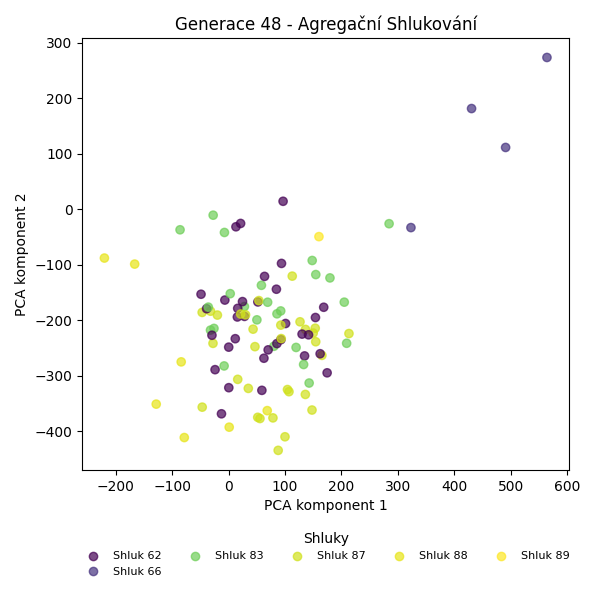 Generace 48 - Agregační Shlukování
300
200
100
0
−100
−200
−300
−400
PCA komponent 2
−200 −100 0 100 200 300 400 500 600
PCA komponent 1
Shluky
Shluk 62 Shluk 83 Shluk 87 Shluk 88 Shluk 89
Shluk 66